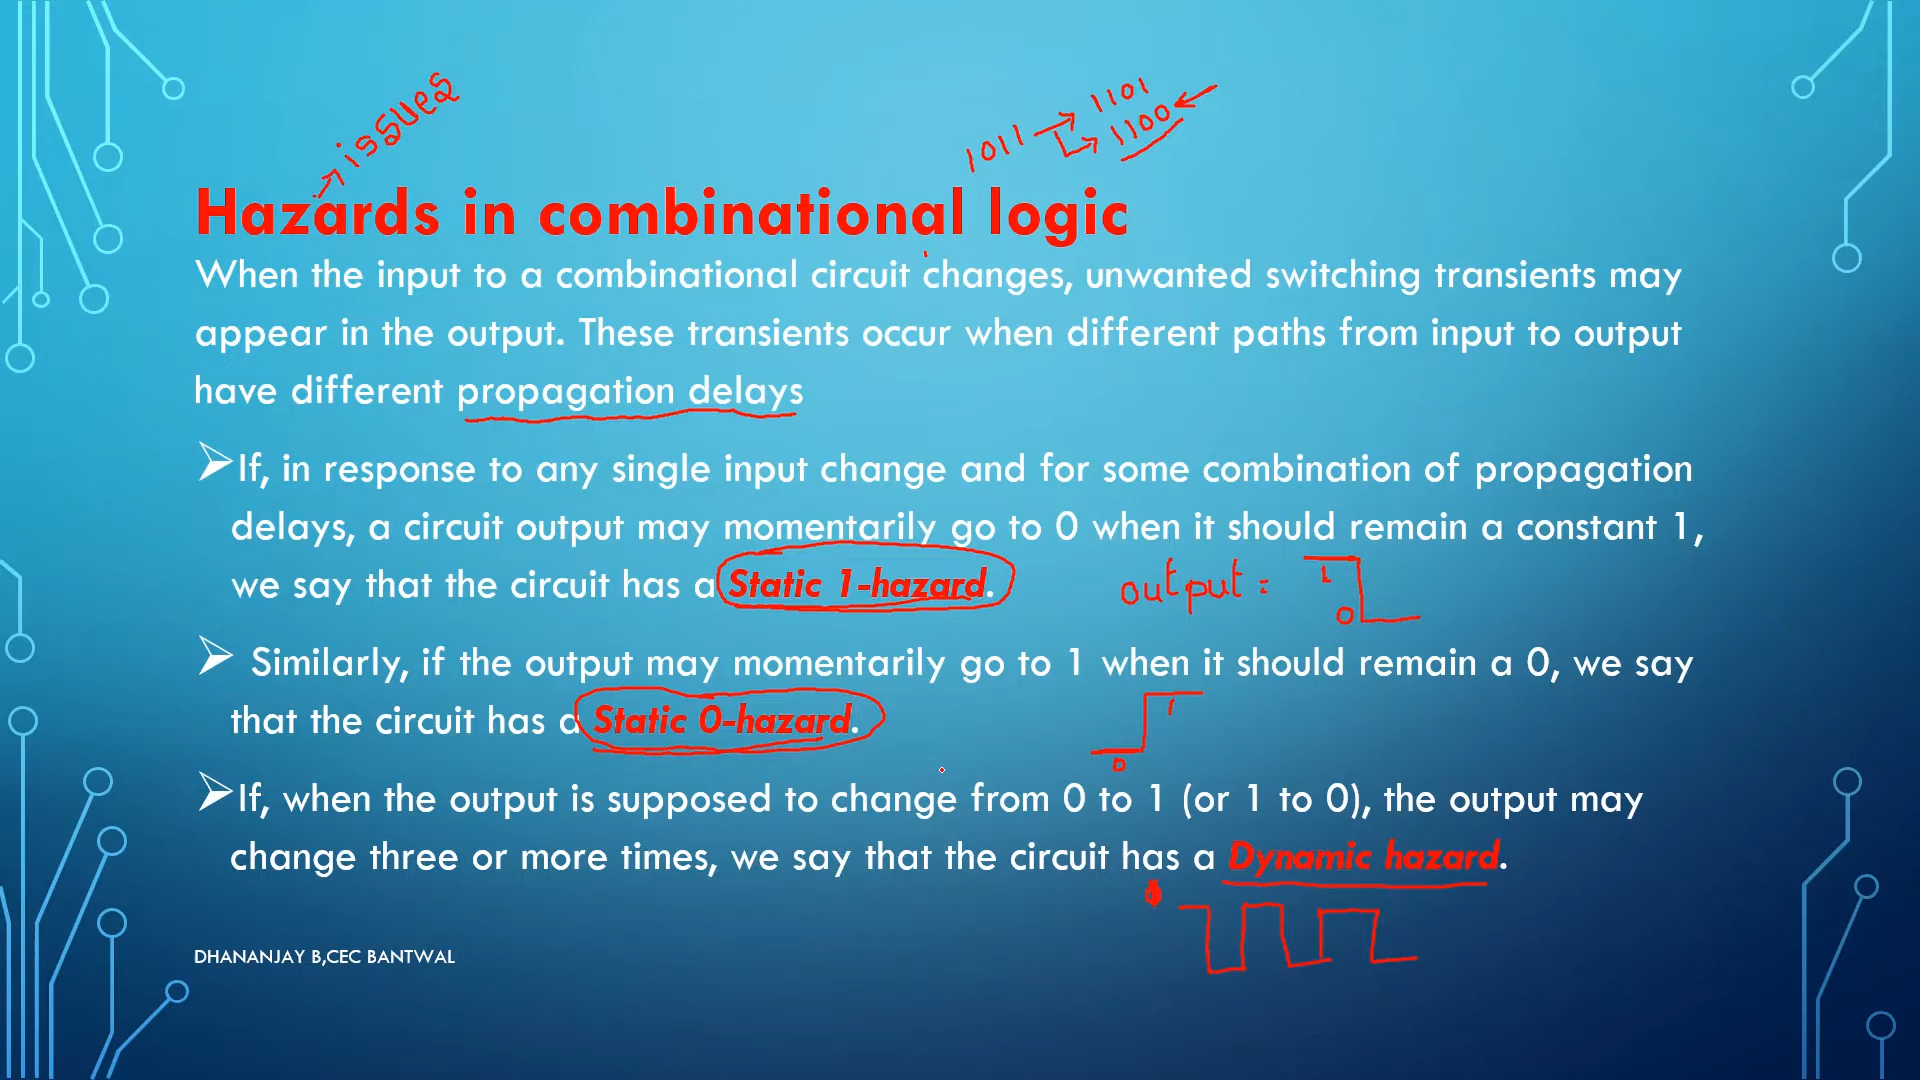 issues
1011 → 1101
1100
Hazards in combinational logic
When the input to a combinational circuit changes, unwanted switching transients may
appear in the output. These transients occur when different paths from input to output
have different propagation delays
If, in response to any single input change and for some combination of propagation
delays, a circuit output may momentarily go to 0 when it should remain a constant 1,
we say that the circuit has a Static 1-hazard.
output = 1
0
Similarly, if the output may momentarily go to 1 when it should remain a 0, we say
that the circuit has a Static 0-hazard.
1
0
If, when the output is supposed to change from 0 to 1 (or 1 to 0), the output may
change three or more times, we say that the circuit has a Dynamic hazard.
DHANANJAY B,CEC BANTWAL